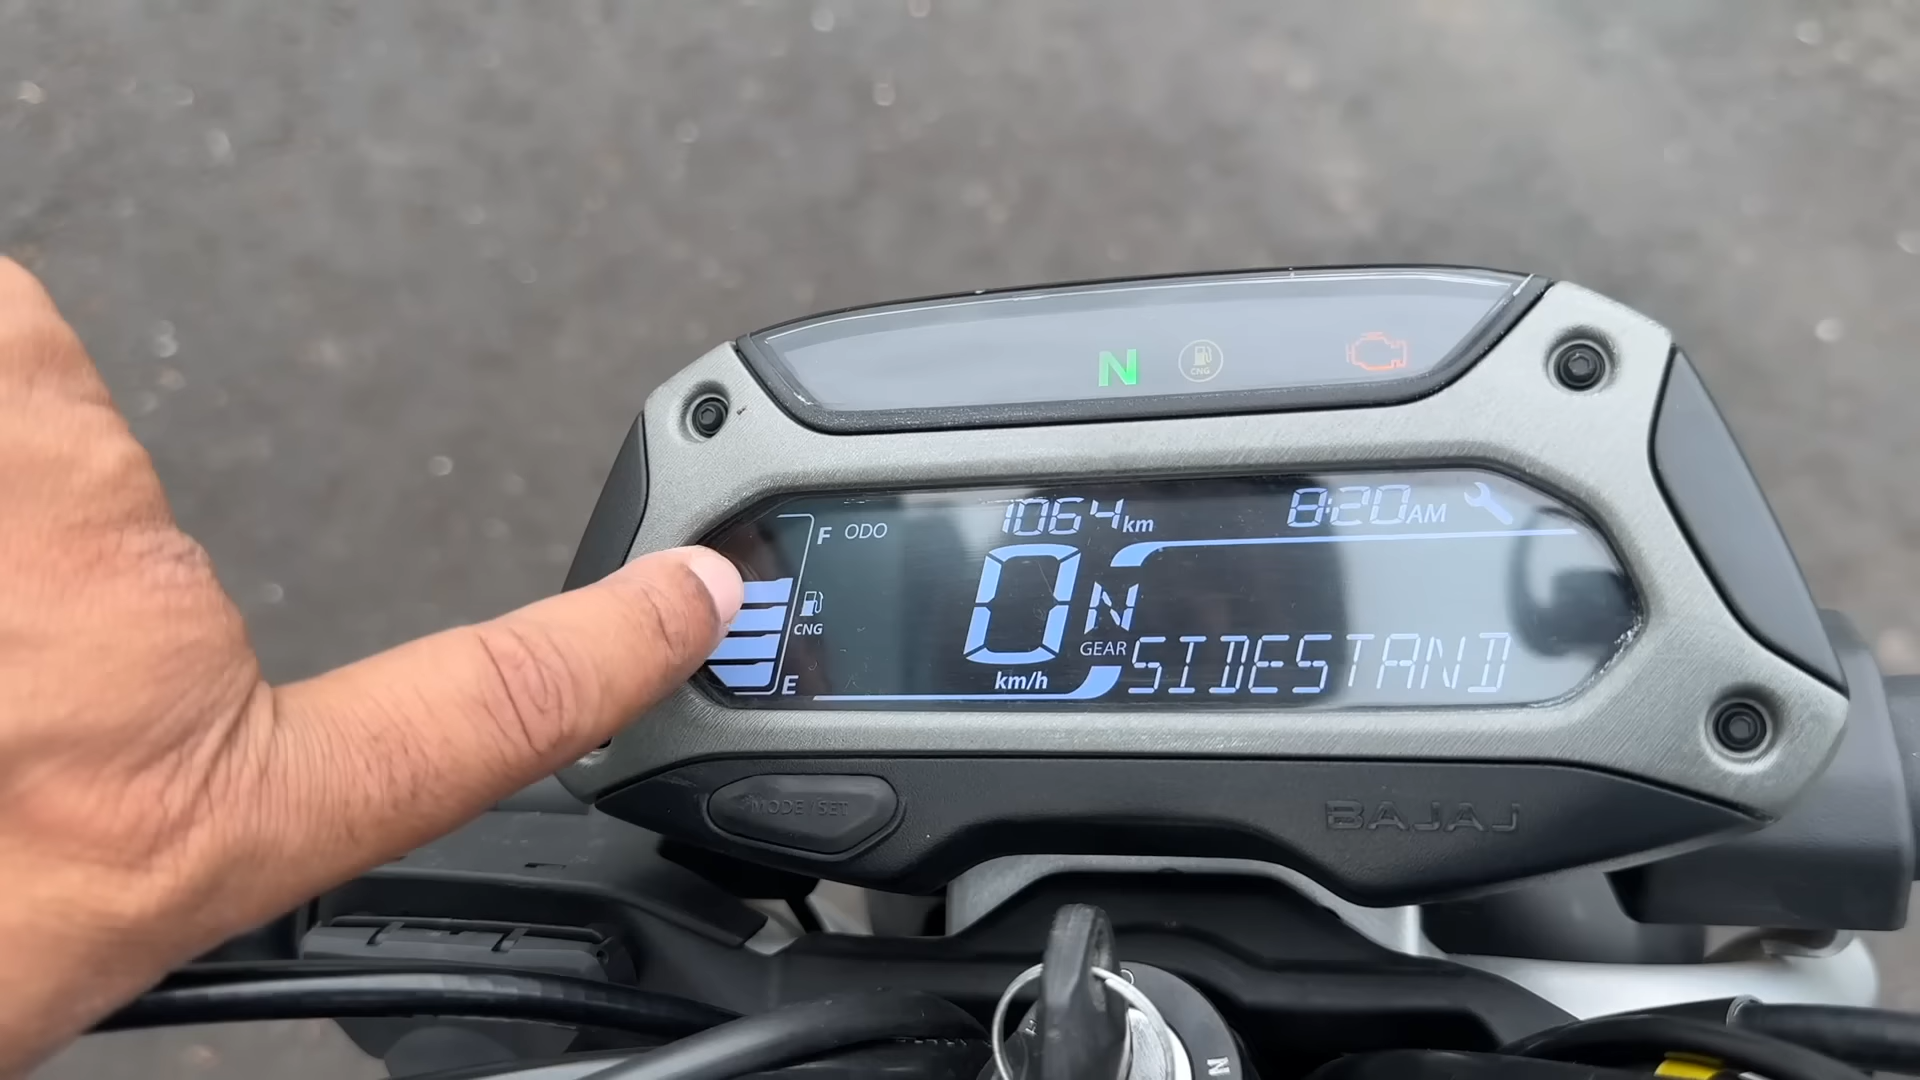 N
CNG
F ODO 1064 km 8:20 AM
CNG
0 N
GEAR
E km/h SIDESTAND
MODE / SET
BAJAJ
N